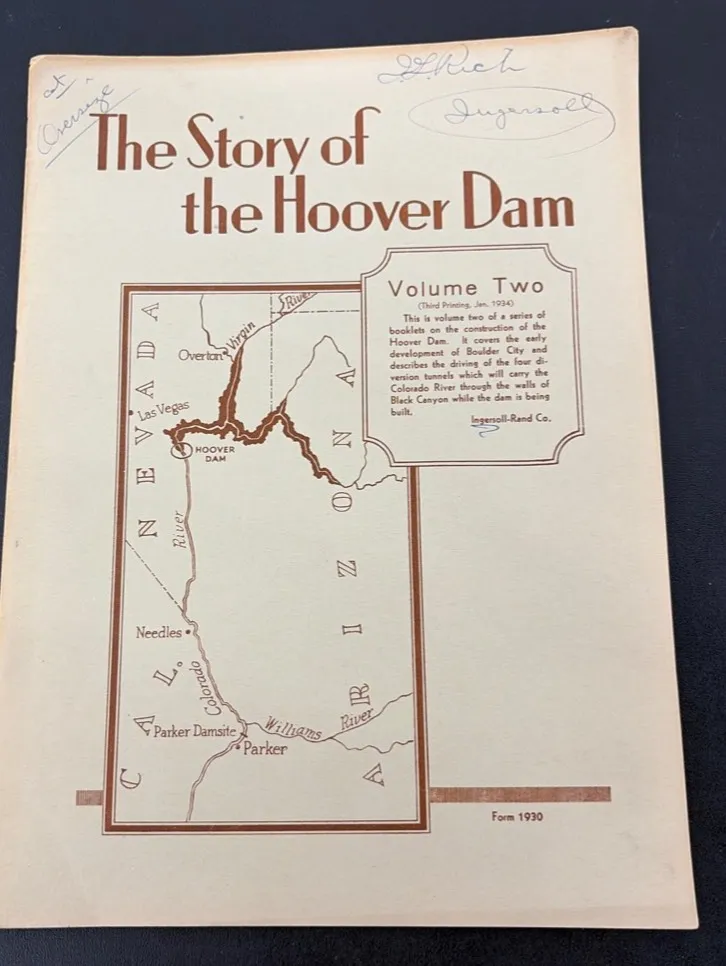 Oversize
Ingersoll
The Story of
the Hoover Dam
Volume Two
(Third Printing, Jan. 1934)
This is volume two of a series of
booklets on the construction of the
Hoover Dam. It covers the early
development of Boulder City and
describes the driving of the four di-
version tunnels which will carry the
Colorado River through the walls of
Black Canyon while the dam is being
built.
Ingersoll-Rand Co.
River
Virgin
Overton
Las Vegas
HOOVER
DAM
NEVADA
ARIZONA
River
Needles
CAL.
Colorado
Williams River
Parker Damsite
Parker
Form 1930